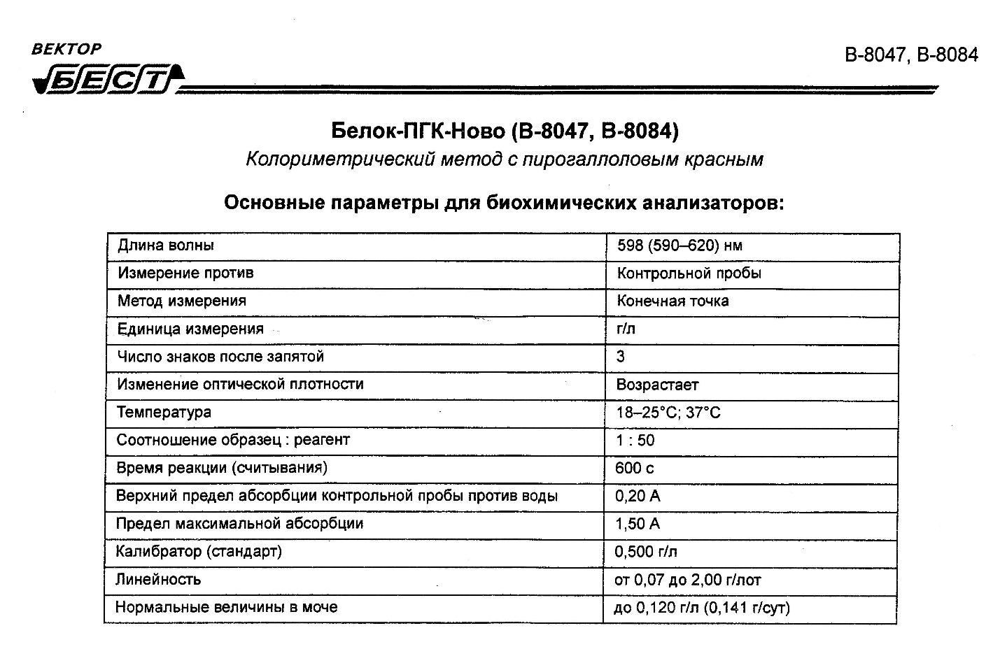 ВЕКТОР
БЕСТ
В-8047, В-8084
Белок-ПГК-Ново (В-8047, В-8084)
Колориметрический метод с пирогаллоловым красным
Основные параметры для биохимических анализаторов:
Длина волны 598 (590–620) нм
Измерение против Контрольной пробы
Метод измерения Конечная точка
Единица измерения г/л
Число знаков после запятой 3
Изменение оптической плотности Возрастает
Температура 18–25°С; 37°С
Соотношение образец : реагент 1 : 50
Время реакции (считывания) 600 с
Верхний предел абсорбции контрольной пробы против воды 0,20 А
Предел максимальной абсорбции 1,50 А
Калибратор (стандарт) 0,500 г/л
Линейность от 0,07 до 2,00 г/лот
Нормальные величины в моче до 0,120 г/л (0,141 г/сут)